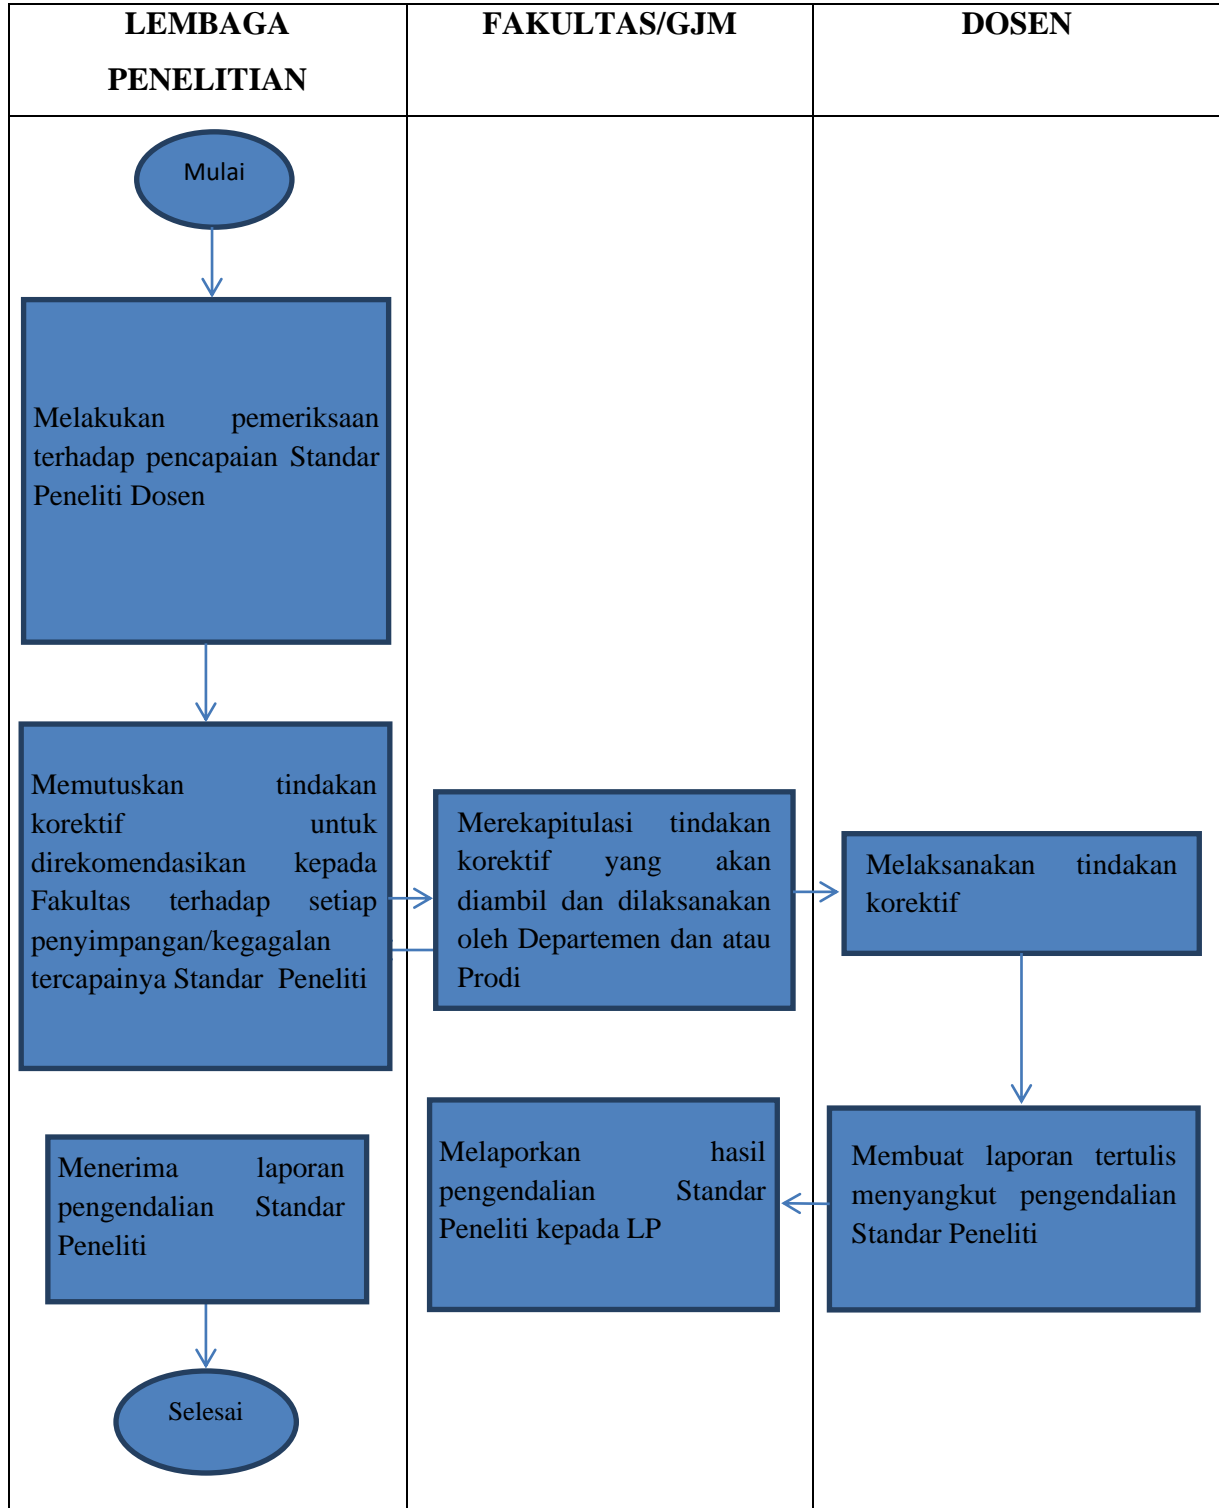 LEMBAGA
PENELITIAN
FAKULTAS/GJM
DOSEN
Mulai
Melakukan pemeriksaan
terhadap pencapaian Standar
Peneliti Dosen
Memutuskan tindakan
korektif untuk
direkomendasikan kepada
Fakultas terhadap setiap
penyimpangan/kegagalan
tercapainya Standar Peneliti
Merekapitulasi tindakan
korektif yang akan
diambil dan dilaksanakan
oleh Departemen dan atau
Prodi
Melaksanakan tindakan
korektif
Membuat laporan tertulis
menyangkut pengendalian
Standar Peneliti
Melaporkan hasil
pengendalian Standar
Peneliti kepada LP
Menerima laporan
pengendalian Standar
Peneliti
Selesai